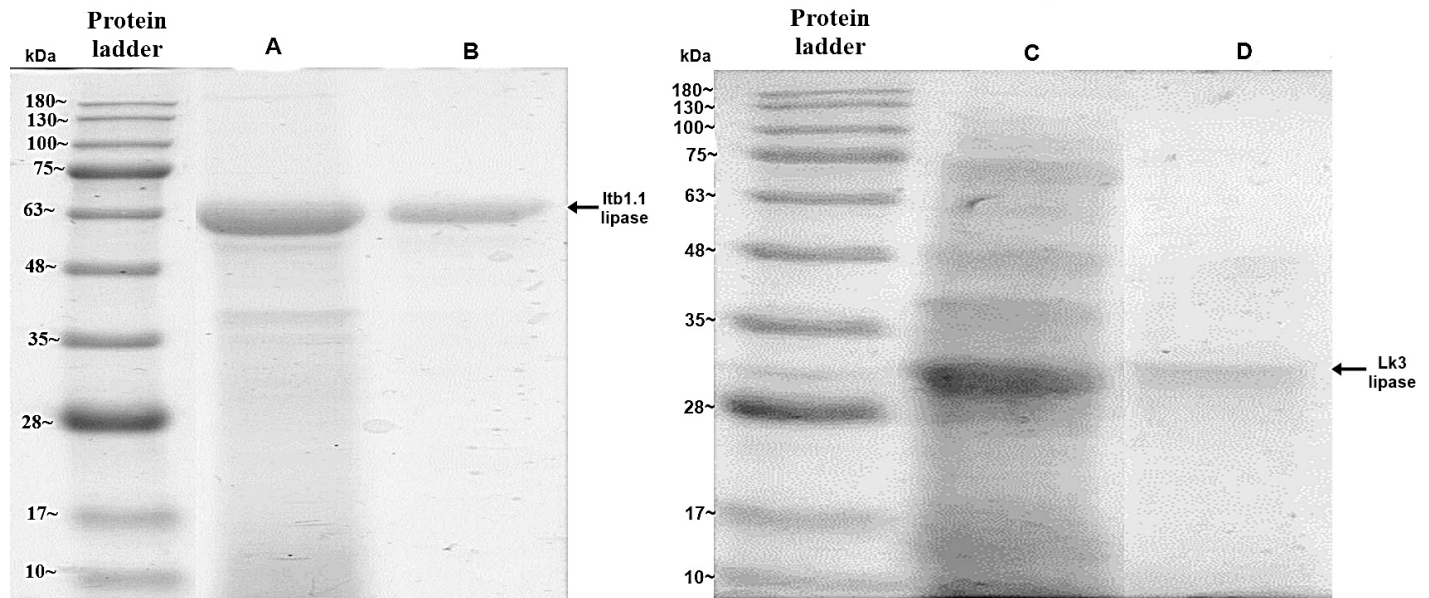 Protein
ladder
kDa
A
B
180~
130~
100~
75~
63~
48~
35~
28~
17~
10~
Itb1.1
lipase
Protein
ladder
kDa
C
D
180~
130~
100~
75~
63~
48~
35~
28~
17~
10~
Lk3
lipase